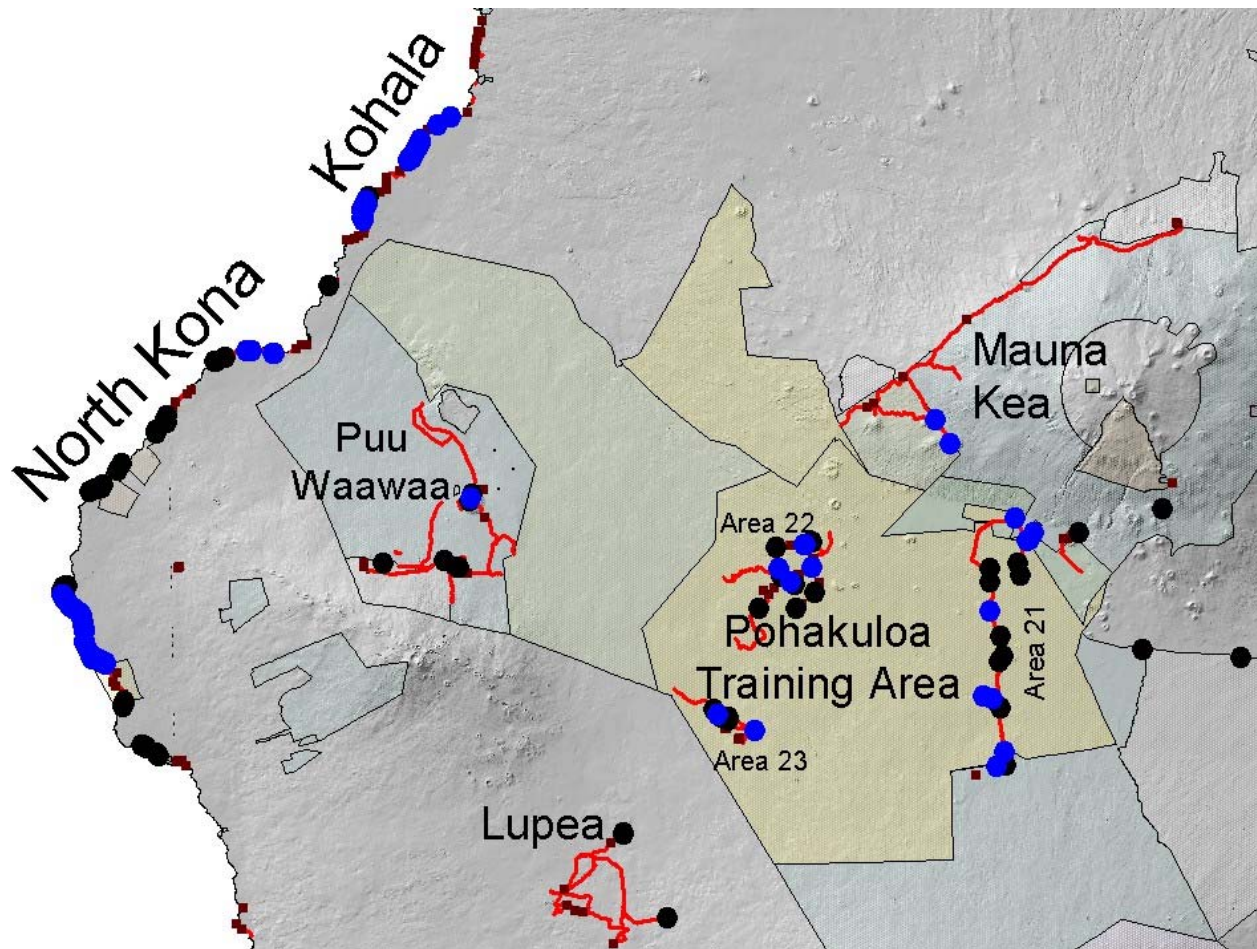 Kohala
North Kona
Mauna
Kea
Puu
Waawaa
Area 22
Pohakuloa
Training Area
Area 21
Area 23
Lupea